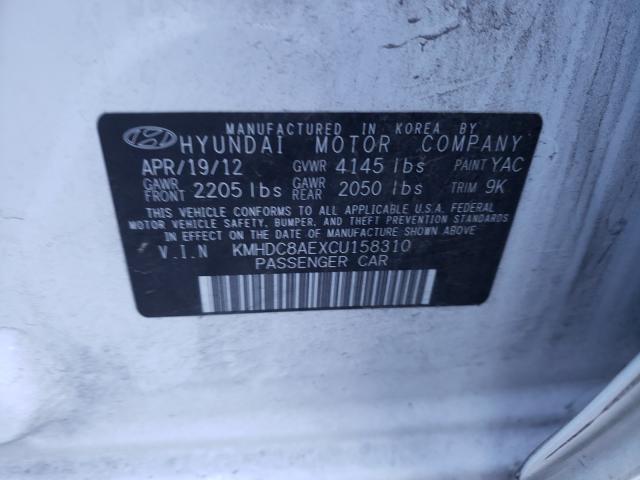 MANUFACTURED IN KOREA BY
HYUNDAI MOTOR COMPANY
APR/19/12 GVWR 4145 lbs PAINT YAC
GAWR FRONT 2205 lbs GAWR REAR 2050 lbs TRIM 9K
THIS VEHICLE CONFORMS TO ALL APPLICABLE U.S.A. FEDERAL
MOTOR VEHICLE SAFETY, BUMPER, AND THEFT PREVENTION STANDARDS
IN EFFECT ON THE DATE OF MANUFACTURE SHOWN ABOVE
V.I.N KMHDC8AEXCU158310
PASSENGER CAR